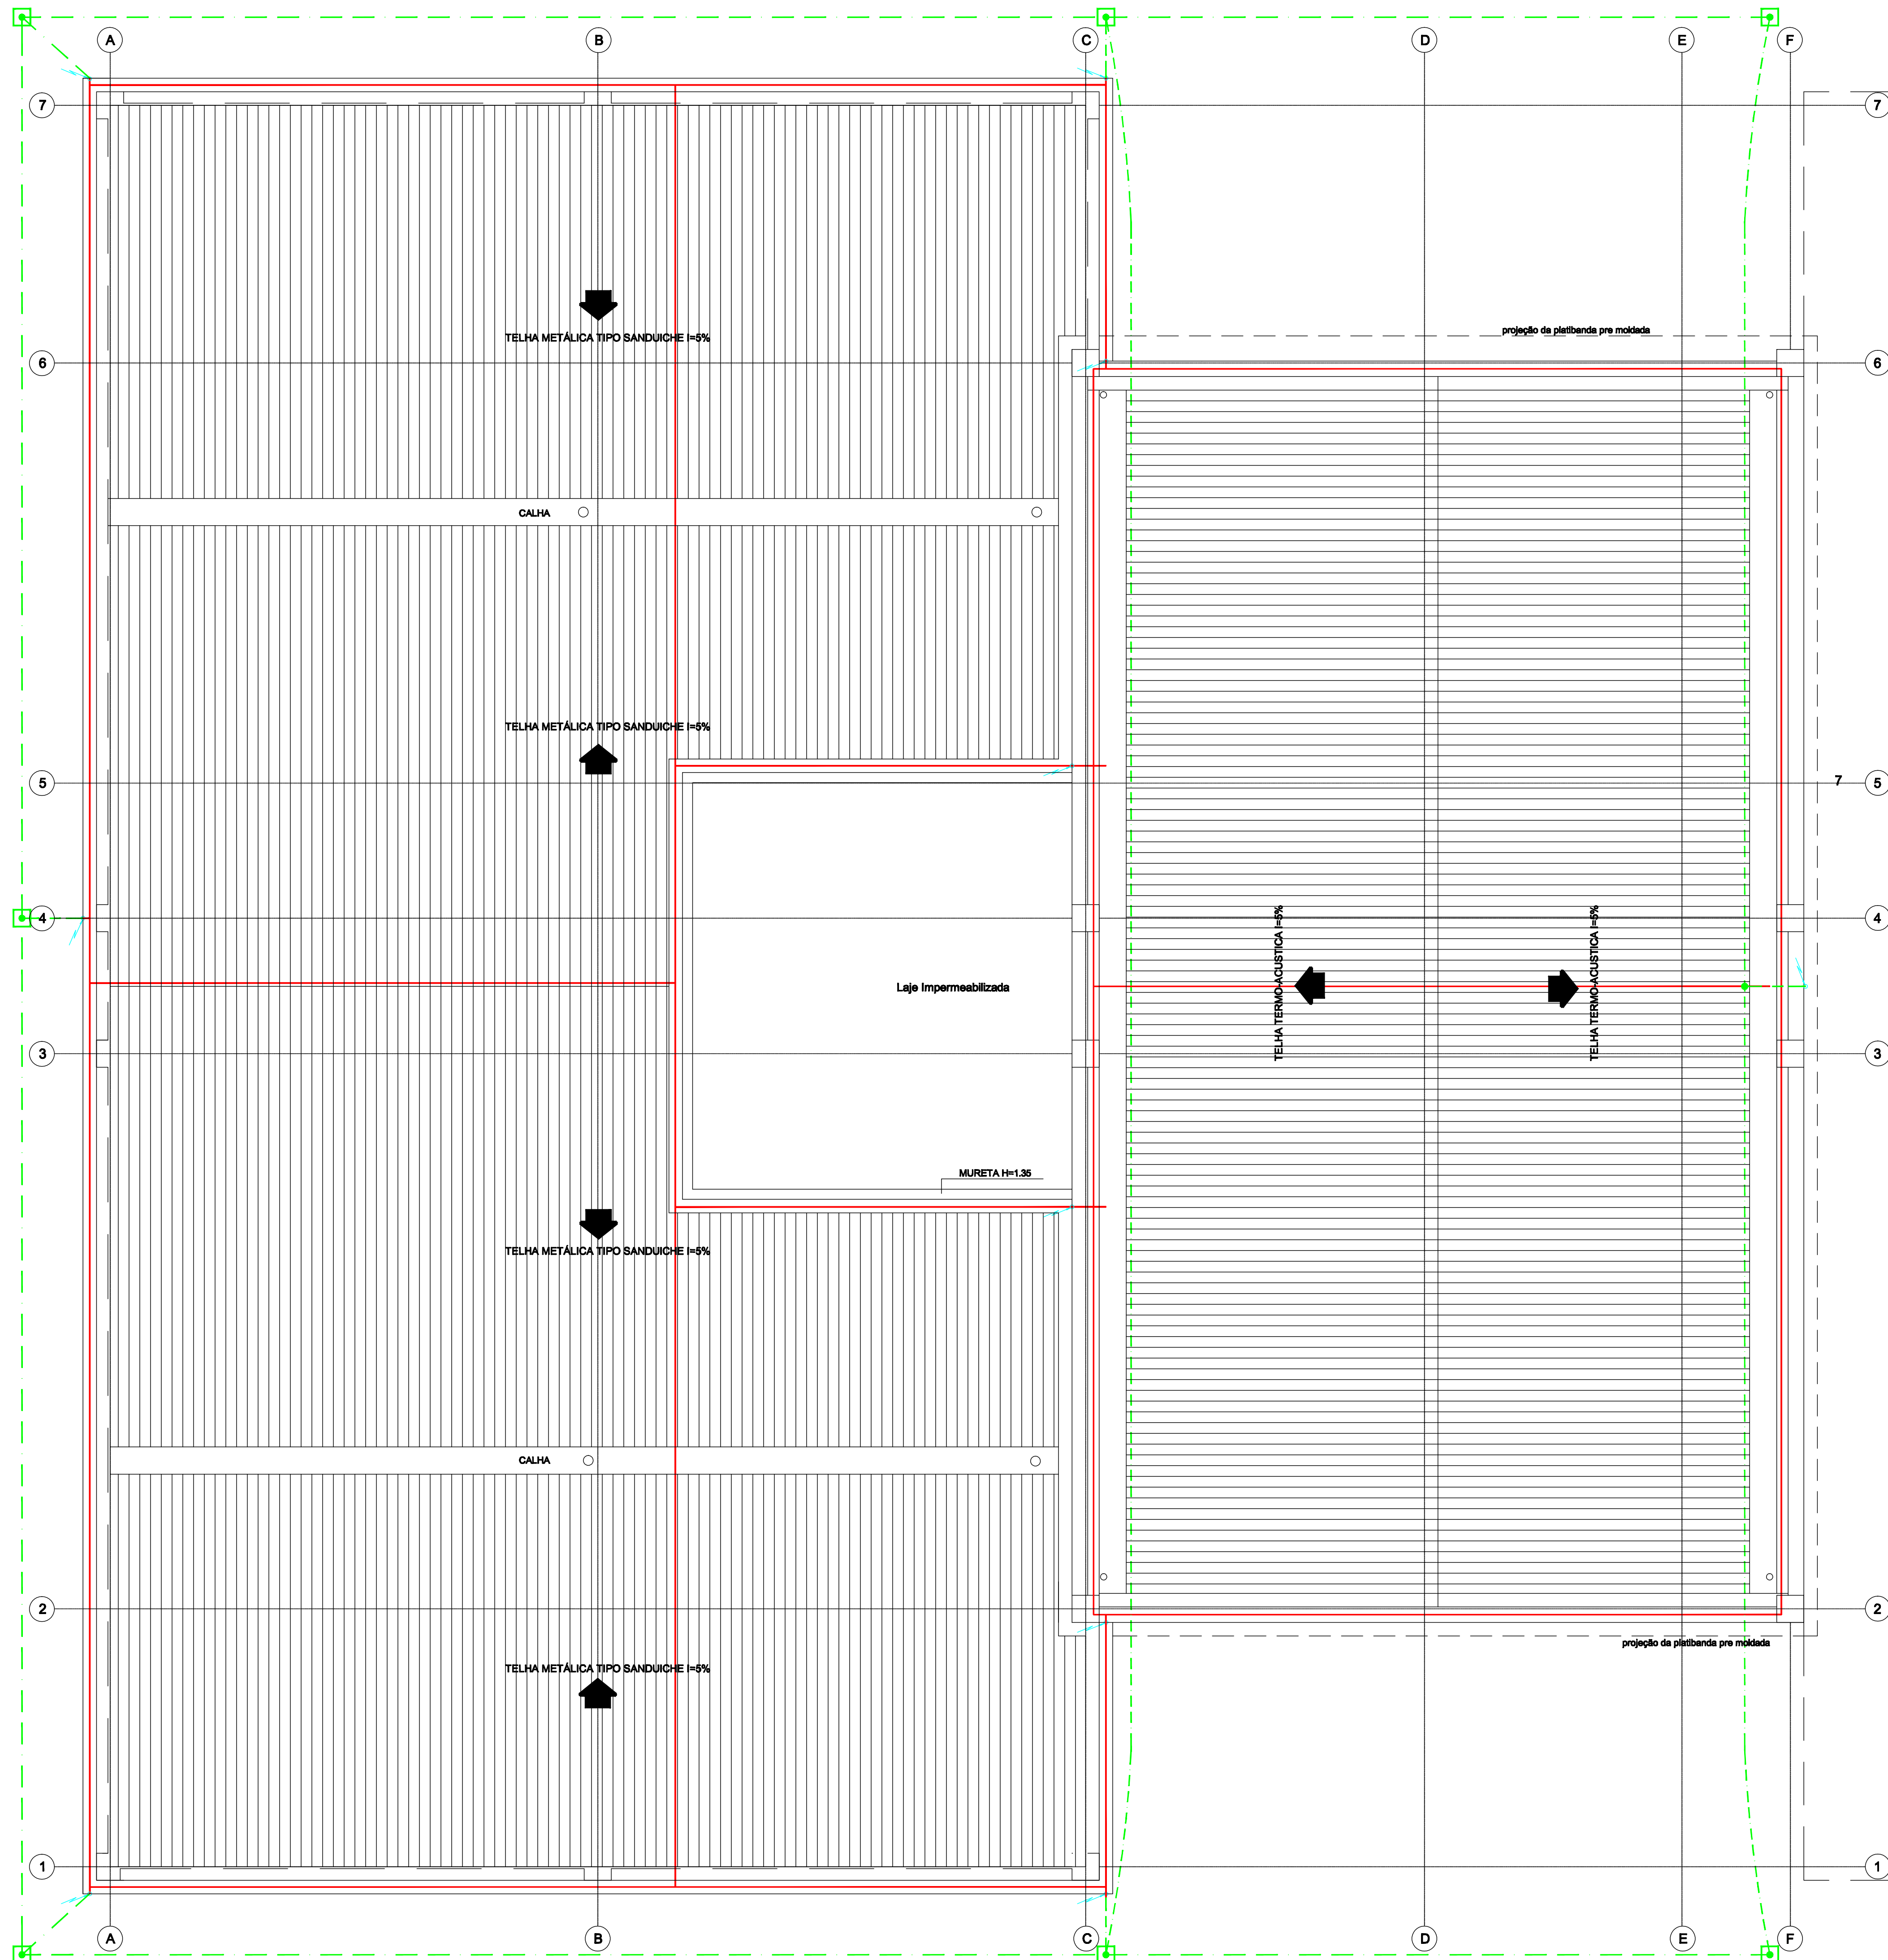 A
B
C
D
E
F
7
7
projeção da platibanda pre moldada
TELHA METÁLICA TIPO SANDUICHE I=5%
6
6
CALHA
TELHA METÁLICA TIPO SANDUICHE I=5%
5
7
5
4
4
TELHA TERMO-ACUSTICA I=5%
TELHA TERMO-ACUSTICA I=5%
Laje Impermeabilizada
3
3
MURETA H=1.35
TELHA METÁLICA TIPO SANDUICHE I=5%
CALHA
2
2
projeção da platibanda pre moldada
TELHA METÁLICA TIPO SANDUICHE I=5%
1
1
A
B
C
D
E
F